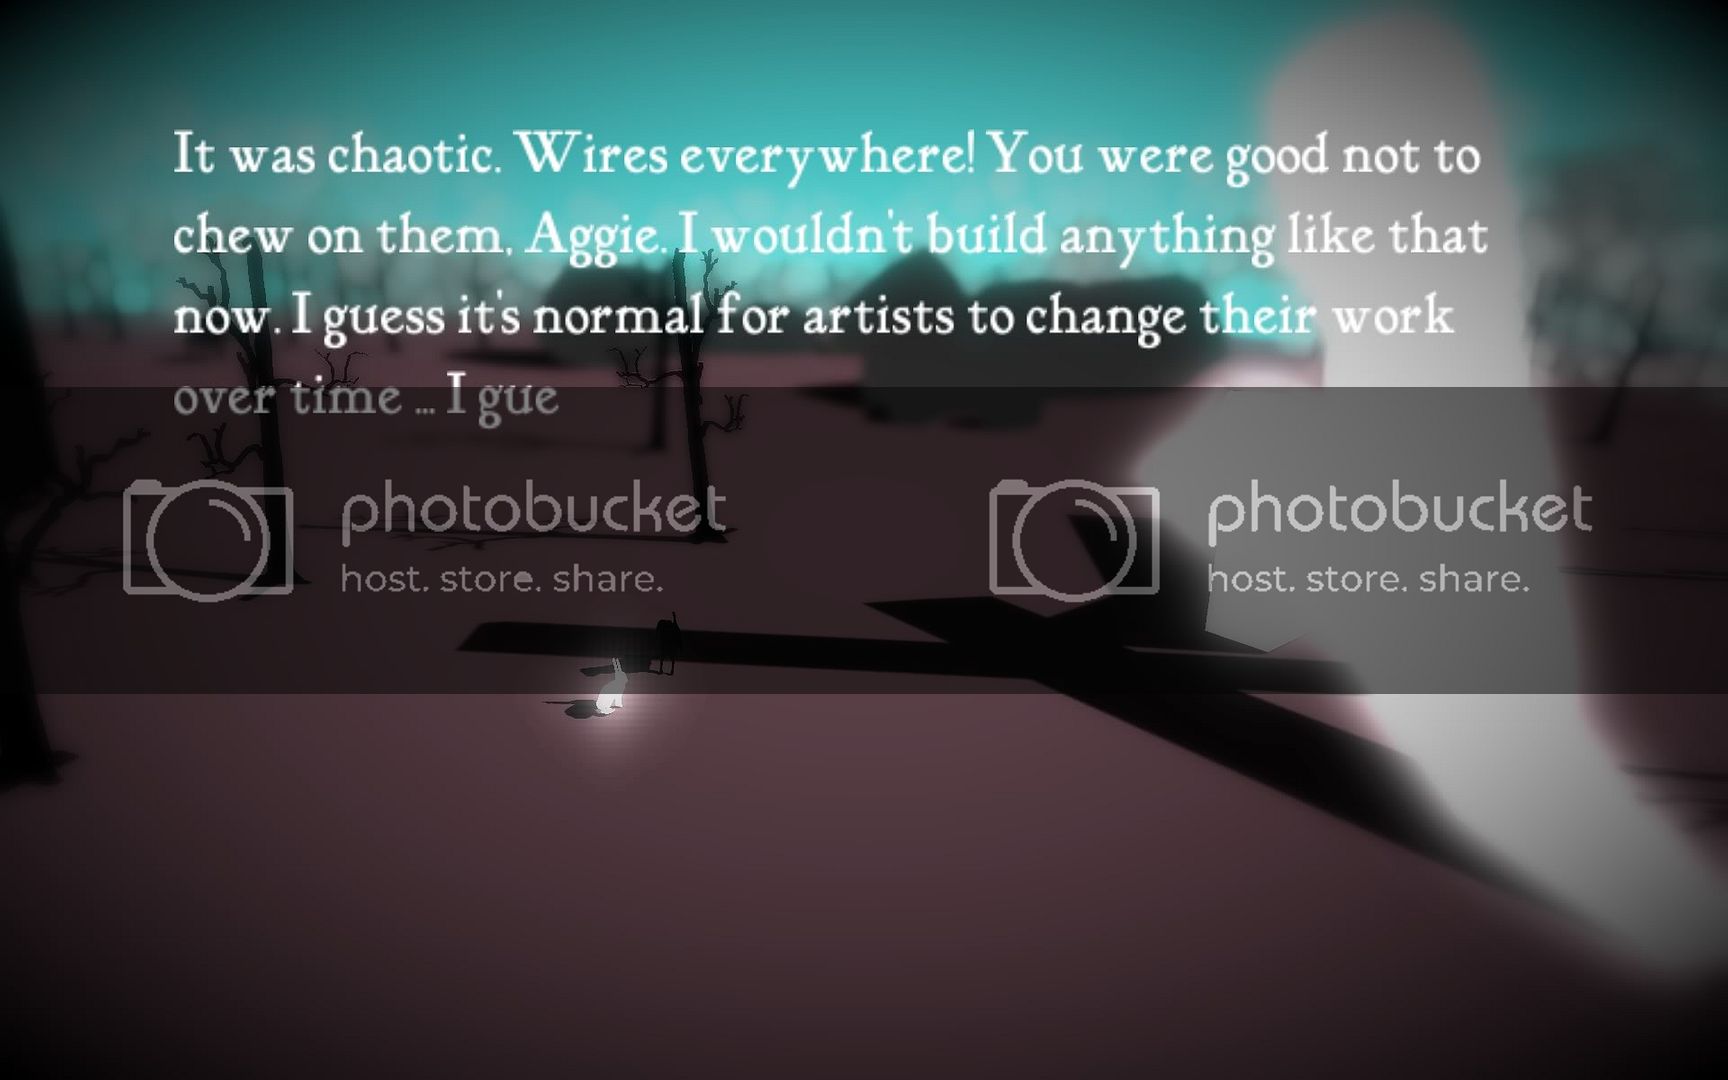 It was chaotic. Wires everywhere! You were good not to
chew on them, Aggie. I wouldn't build anything like that
now. I guess it's normal for artists to change their work
over time ... I gue
photobucket photobucket
host. store. share. host. store. share.